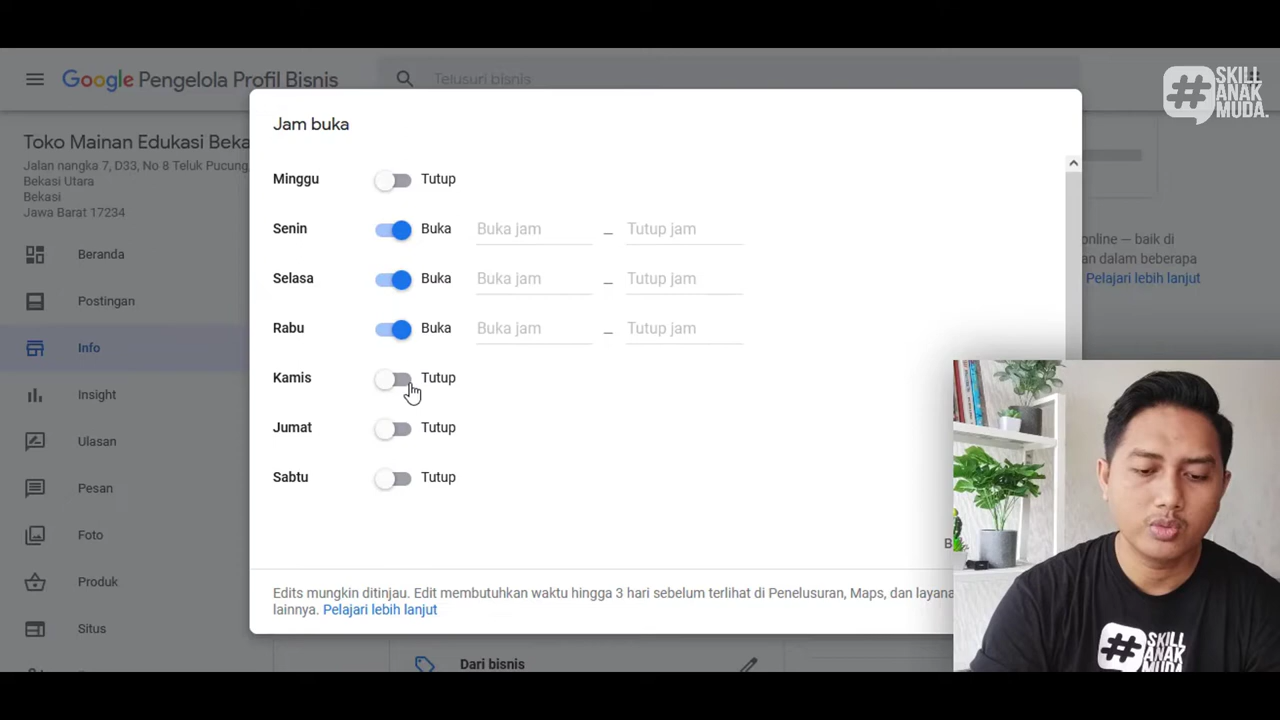 Google Pengelola Profil Bisnis
Telusuri bisnis
# SKILL
ANAK
MUDA.
Toko Mainan Edukasi Beka
Jalan nangka 7, D33, No 8 Teluk Pucung,
Bekasi Utara
Bekasi
Jawa Barat 17234
Beranda
Postingan
Info
Insight
Ulasan
Pesan
Foto
Produk
Situs
Jam buka
Minggu Tutup
Senin Buka Buka jam – Tutup jam
Selasa Buka Buka jam – Tutup jam
Rabu Buka Buka jam – Tutup jam
Kamis Tutup
Jumat Tutup
Sabtu Tutup
B
Edits mungkin ditinjau. Edit membutuhkan waktu hingga 3 hari sebelum terlihat di Penelusuran, Maps, dan layana
lainnya. Pelajari lebih lanjut
online — baik di
an dalam beberapa
Pelajari lebih lanjut
Dari bisnis
# SKILL
ANAK
MUDA